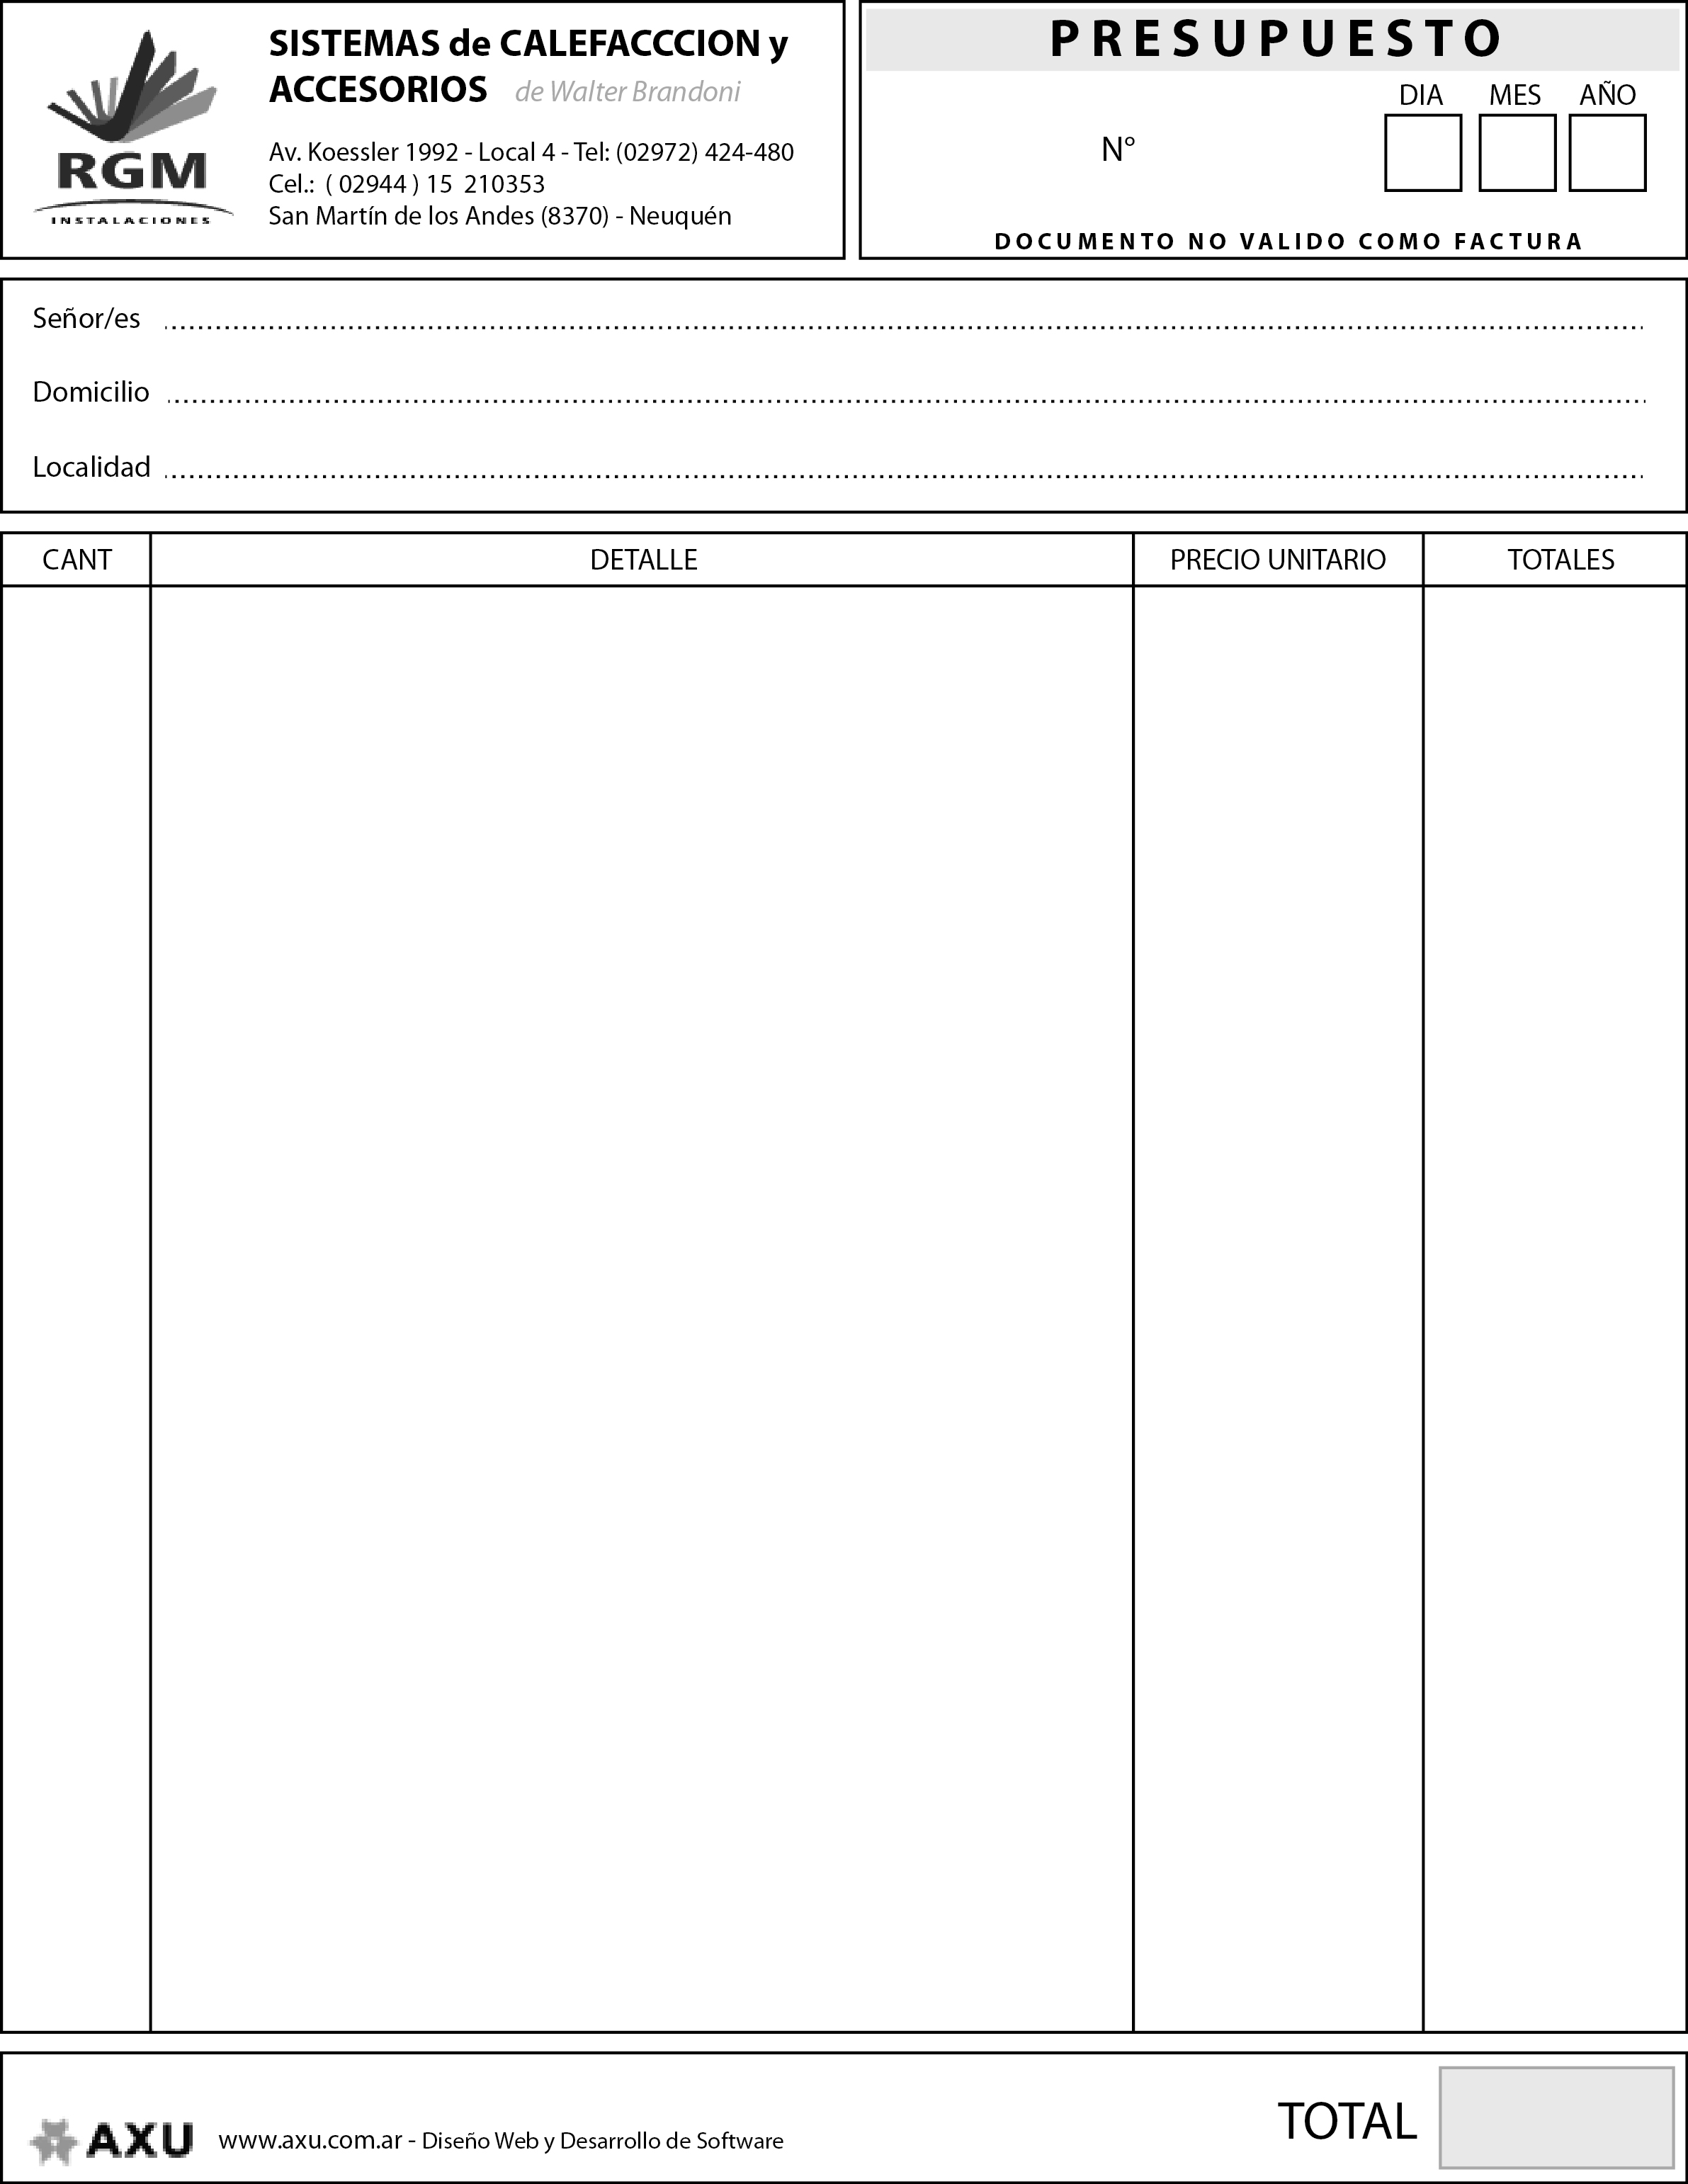 RGM
INSTALACIONES
SISTEMAS de CALEFACCCION y
ACCESORIOS de Walter Brandoni
Av. Koessler 1992 - Local 4 - Tel: (02972) 424-480
Cel.: ( 02944 ) 15 210353
San Martín de los Andes (8370) - Neuquén
PRESUPUESTO
DIA MES AÑO
N°
DOCUMENTO NO VALIDO COMO FACTURA
Señor/es
Domicilio
Localidad
CANT DETALLE PRECIO UNITARIO TOTALES
TOTAL
AXU www.axu.com.ar - Diseño Web y Desarrollo de Software